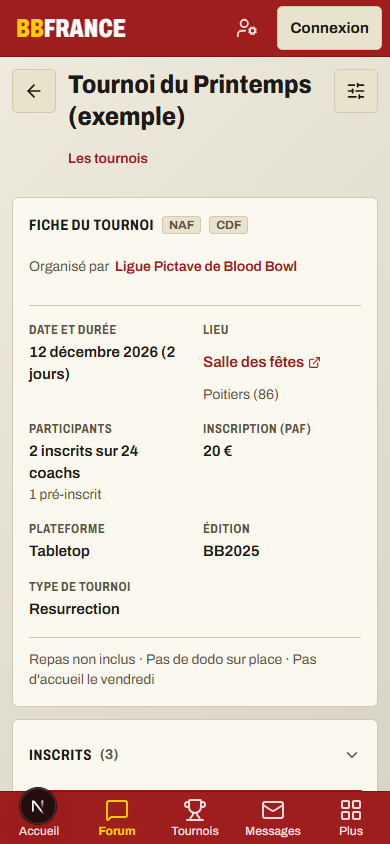 BBFRANCE
Connexion
Tournoi du Printemps
(exemple)
Les tournois
FICHE DU TOURNOI NAF CDF
Organisé par Ligue Pictave de Blood Bowl
DATE ET DURÉE
12 décembre 2026 (2
jours)
LIEU
Salle des fêtes
Poitiers (86)
PARTICIPANTS
2 inscrits sur 24
coachs
1 pré-inscrit
INSCRIPTION (PAF)
20 €
PLATEFORME
Tabletop
ÉDITION
BB2025
TYPE DE TOURNOI
Resurrection
Repas non inclus · Pas de dodo sur place · Pas
d'accueil le vendredi
INSCRITS (3)
N
Accueil Forum Tournois Messages Plus